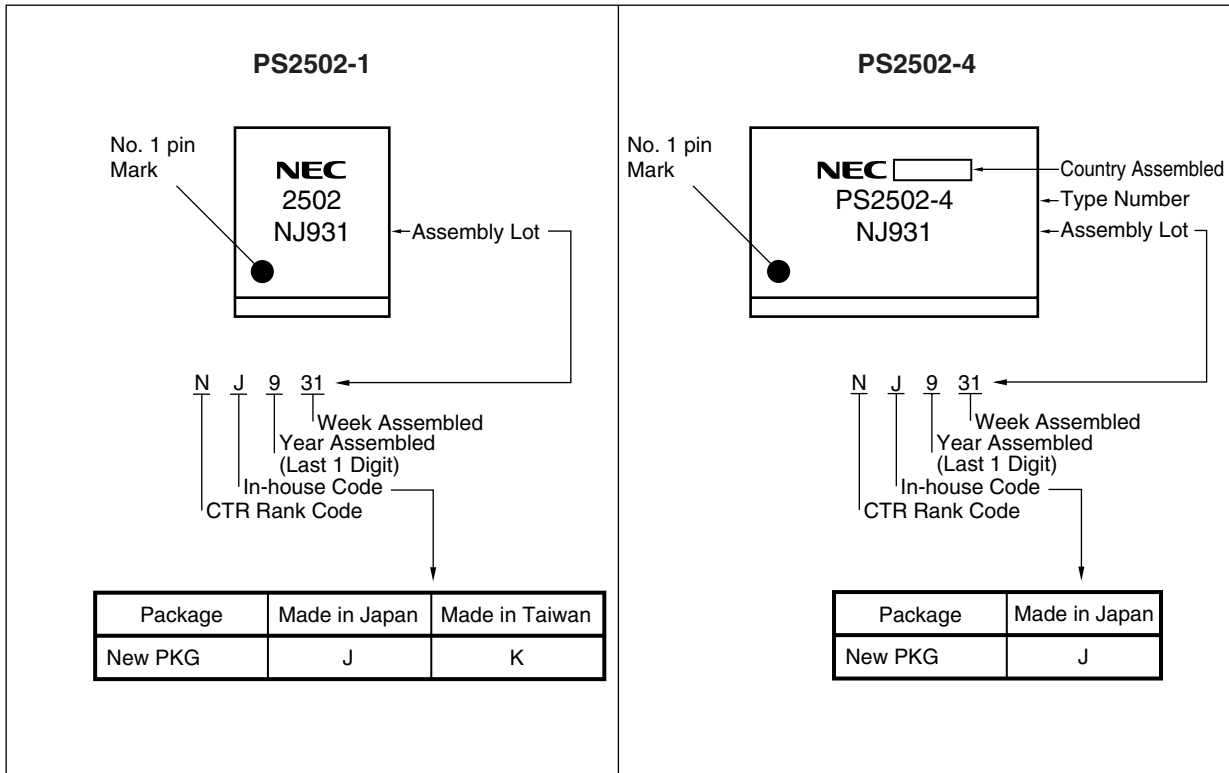 PS2502-1
No. 1 pin
Mark
NEC
2502
NJ931
Assembly Lot
N J 9 31
Week Assembled
Year Assembled
(Last 1 Digit)
In-house Code
CTR Rank Code
Package Made in Japan Made in Taiwan
New PKG J K
PS2502-4
No. 1 pin
Mark
NEC
PS2502-4
NJ931
Country Assembled
Type Number
Assembly Lot
N J 9 31
Week Assembled
Year Assembled
(Last 1 Digit)
In-house Code
CTR Rank Code
Package Made in Japan
New PKG J